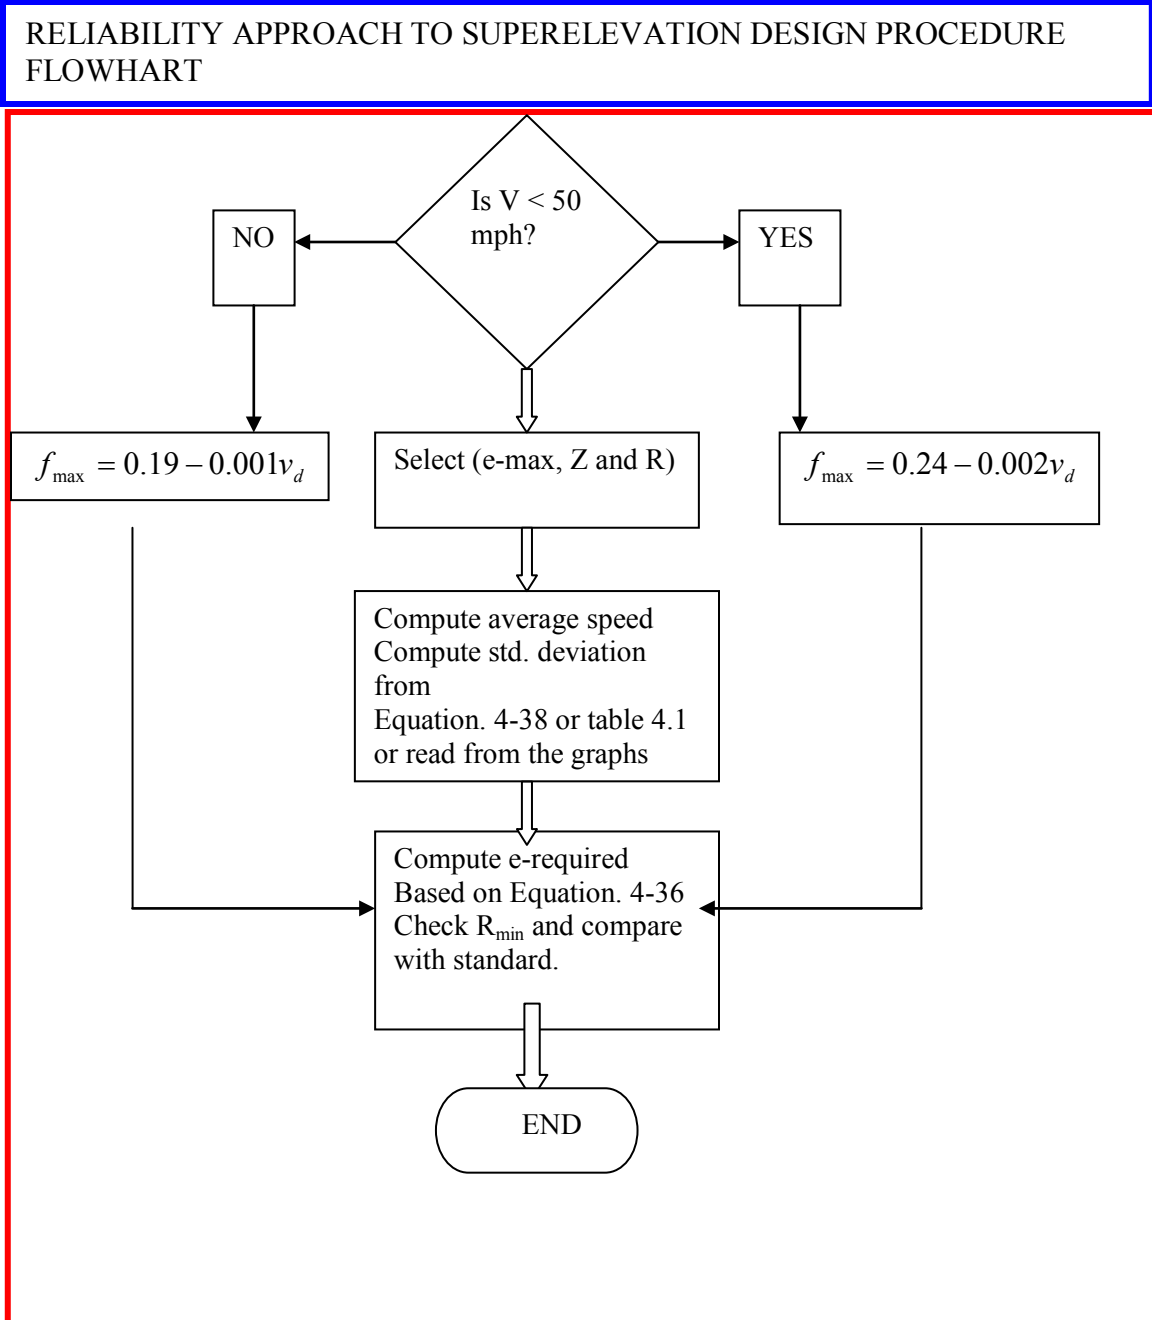 RELIABILITY APPROACH TO SUPERELEVATION DESIGN PROCEDURE
FLOWHART
Is V < 50
mph?
NO
YES
f_max = 0.19 − 0.001v_d
Select (e-max, Z and R)
f_max = 0.24 − 0.002v_d
Compute average speed
Compute std. deviation
from
Equation. 4-38 or table 4.1
or read from the graphs
Compute e-required
Based on Equation. 4-36
Check R_min and compare
with standard.
END